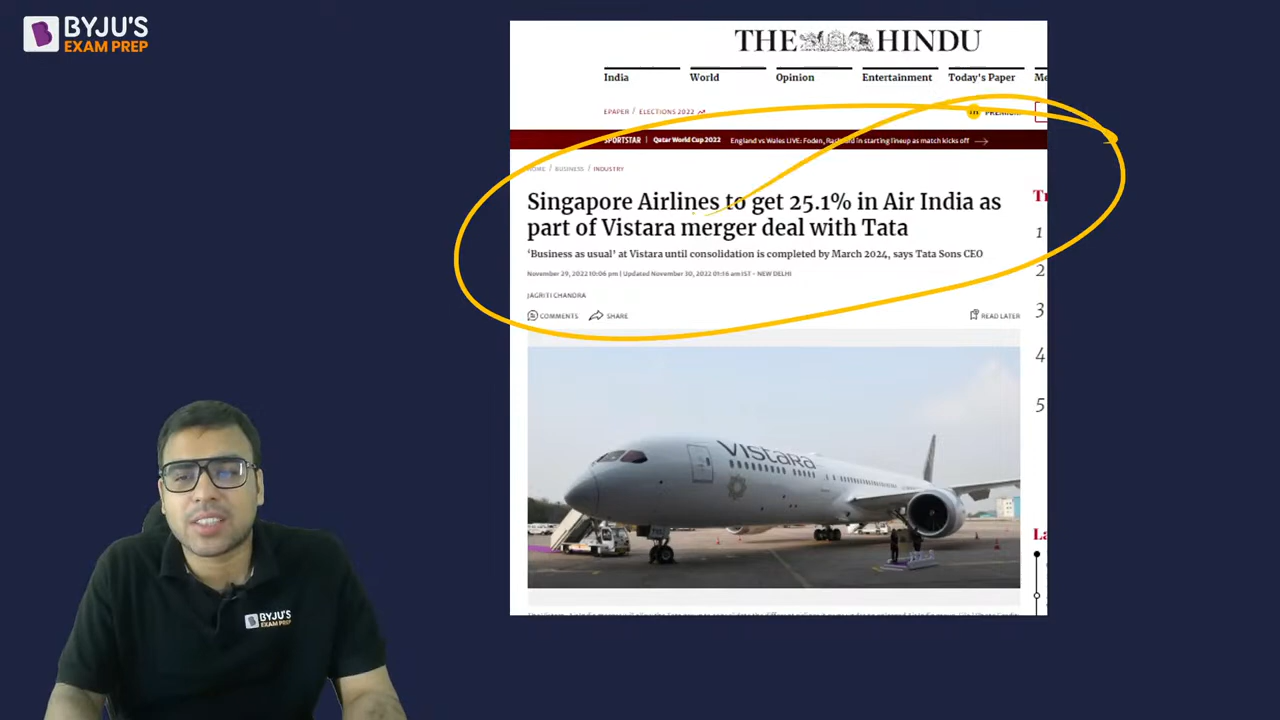 BYJU'S
EXAM PREP
THE HINDU
India World Opinion Entertainment Today's Paper
EPAPER / ELECTIONS 2022
SPORTSTAR | Qatar World Cup 2022 England vs Wales LIVE: Foden, Rashford in starting lineup as match kicks off
HOME / BUSINESS / INDUSTRY
Singapore Airlines to get 25.1% in Air India as
part of Vistara merger deal with Tata
‘Business as usual’ at Vistara until consolidation is completed by March 2024, says Tata Sons CEO
November 29, 2022 10:06 pm | Updated November 30, 2022 01:16 am IST - NEW DELHI
JAGRITI CHANDRA
COMMENTS SHARE READ LATER
1
2
3
4
5
VISTARA
BYJU'S
EXAM PREP